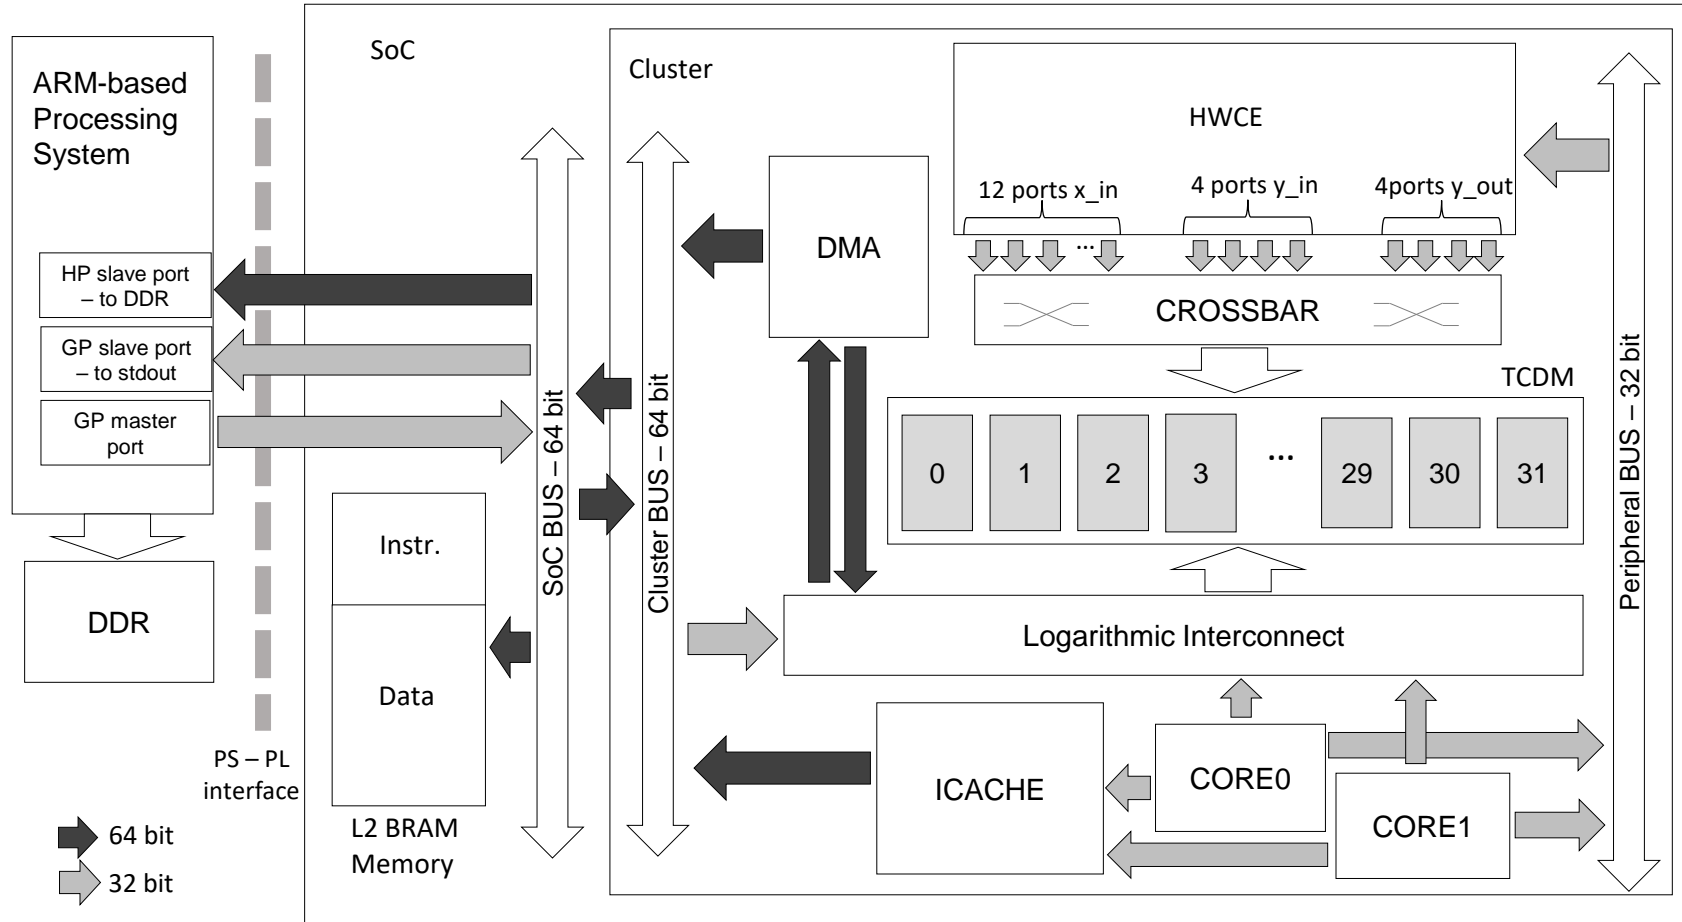 SoC
Cluster
ARM-based
Processing
System
HP slave port
– to DDR
GP slave port
– to stdout
GP master
port
DDR
PS – PL
interface
64 bit
32 bit
Instr.
Data
L2 BRAM
Memory
SoC BUS – 64 bit
Cluster BUS – 64 bit
DMA
HWCE
12 ports x_in
4 ports y_in
4ports y_out
...
CROSSBAR
TCDM
0
1
2
3
...
29
30
31
Logarithmic Interconnect
ICACHE
CORE0
CORE1
Peripheral BUS – 32 bit